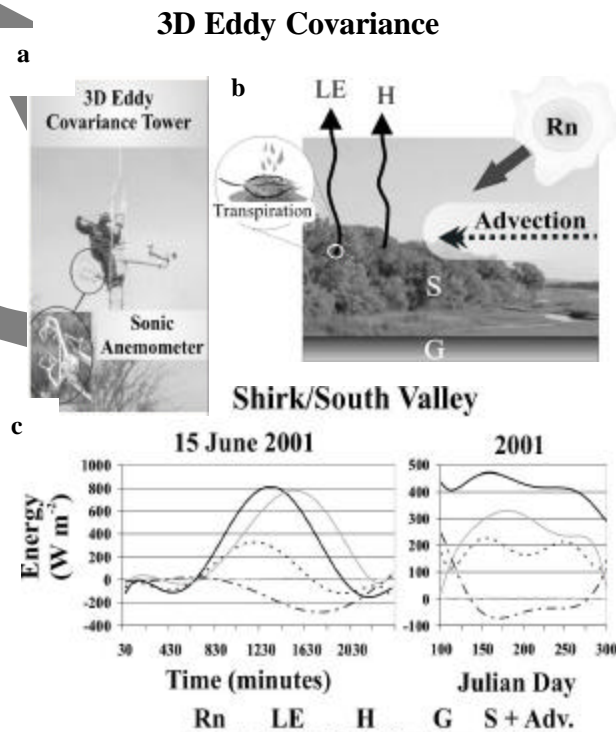 3D Eddy Covariance
a
3D Eddy
Covariance Tower
Sonic
Anemometer
b
LE
H
Rn
Transpiration
Advection
S
G
Shirk/South Valley
c
15 June 2001
2001
Energy
(W m⁻²)
1000
800
600
400
200
0
-200
-400
30 430 830 1230 1630 2030
Time (minutes)
500
400
300
200
100
0
-100
100 150 200 250 300
Julian Day
Rn LE H G S + Adv.